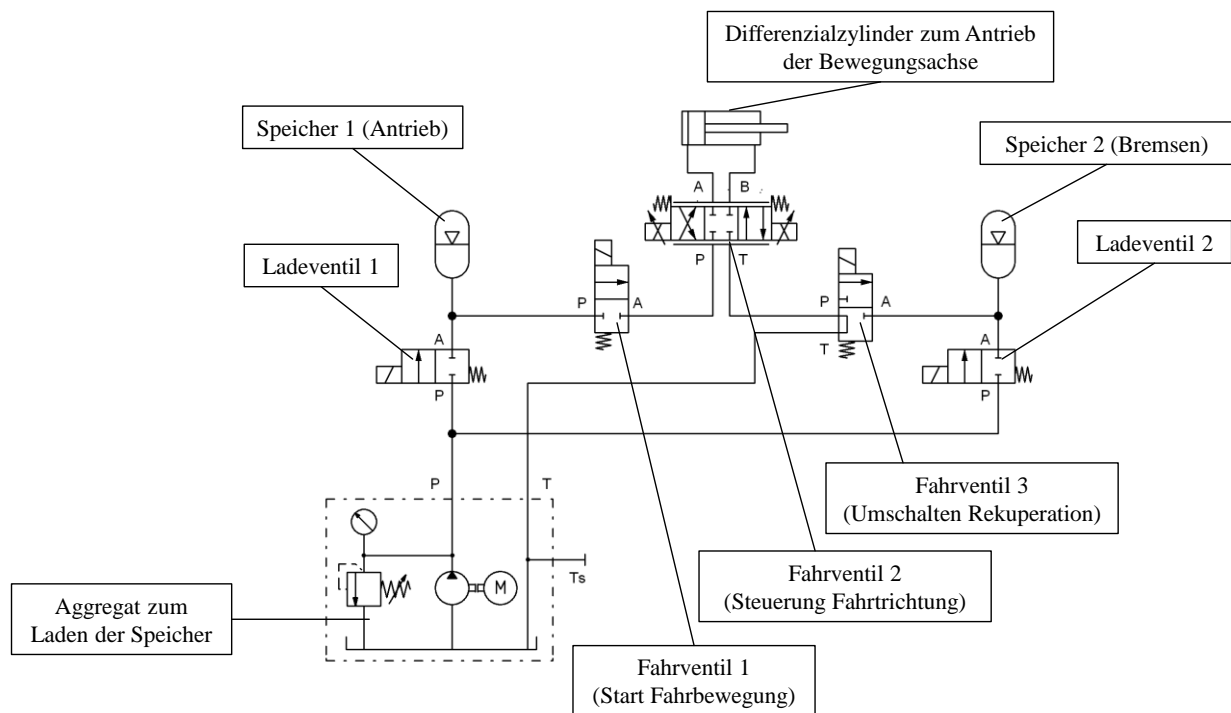 Differenzialzylinder zum Antrieb
der Bewegungsachse
Speicher 1 (Antrieb)
Speicher 2 (Bremsen)
A B
Ladeventil 1
Ladeventil 2
P T
P A
P A
T
A
P
A
P
P T
Fahrventil 3
(Umschalten Rekuperation)
Ts
M
Fahrventil 2
(Steuerung Fahrtrichtung)
Aggregat zum
Laden der Speicher
Fahrventil 1
(Start Fahrbewegung)